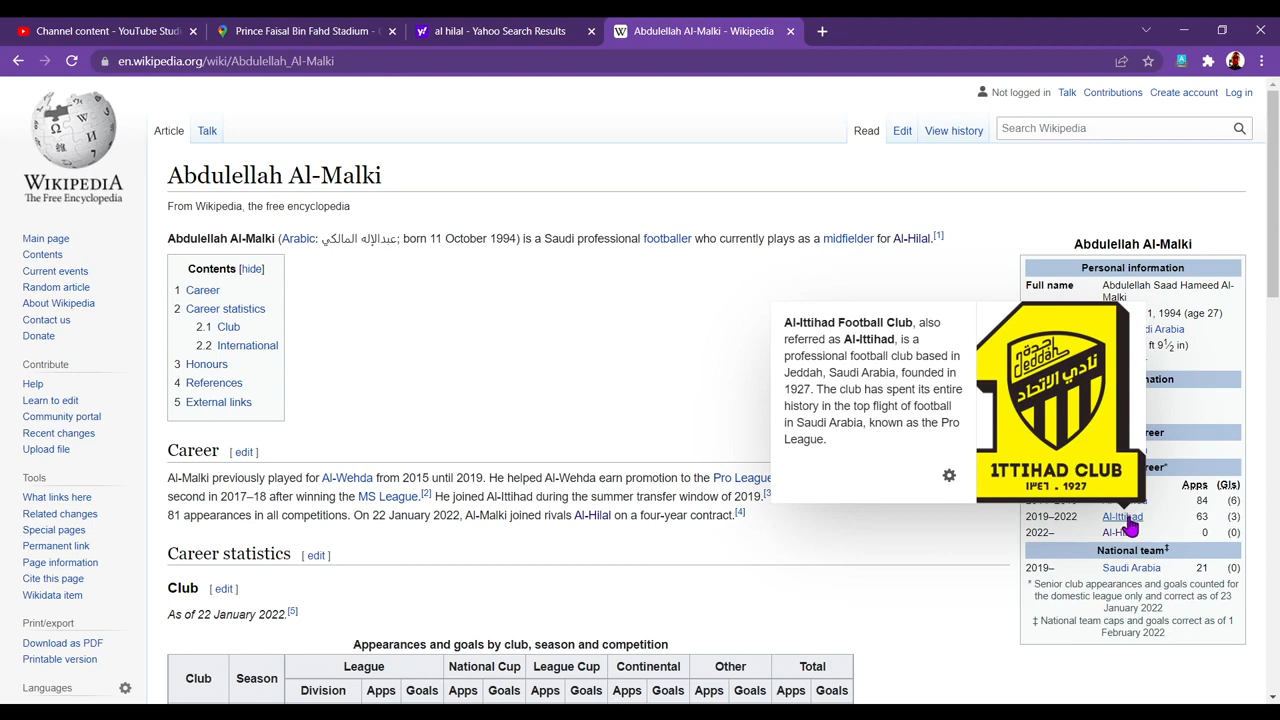 Channel content - YouTube Stud
Prince Faisal Bin Fahd Stadium -
al hilal - Yahoo Search Results
Abdulellah Al-Malki - Wikipedia
en.wikipedia.org/wiki/Abdulellah_Al-Malki
Not logged in Talk Contributions Create account Log in
Article Talk
Read Edit View history
Search Wikipedia
WIKIPEDIA
The Free Encyclopedia
Main page
Contents
Current events
Random article
About Wikipedia
Contact us
Donate
Contribute
Help
Learn to edit
Community portal
Recent changes
Upload file
Tools
What links here
Related changes
Special pages
Permanent link
Page information
Cite this page
Wikidata item
Print/export
Download as PDF
Printable version
Languages
Abdulellah Al-Malki
From Wikipedia, the free encyclopedia
Abdulellah Al-Malki (Arabic: عبدالإله المالكي; born 11 October 1994) is a Saudi professional footballer who currently plays as a midfielder for Al-Hilal.[1]
Contents [hide]
1 Career
2 Career statistics
2.1 Club
2.2 International
3 Honours
4 References
5 External links
Career [ edit ]
Al-Malki previously played for Al-Wehda from 2015 until 2019. He helped Al-Wehda earn promotion to the Pro League
second in 2017–18 after winning the MS League.[2] He joined Al-Ittihad during the summer transfer window of 2019.[3
81 appearances in all competitions. On 22 January 2022, Al-Malki joined rivals Al-Hilal on a four-year contract.[4]
Career statistics [ edit ]
Club [ edit ]
As of 22 January 2022.[5]
Appearances and goals by club, season and competition
Club Season League National Cup League Cup Continental Other Total
Division Apps Goals Apps Goals Apps Goals Apps Goals Apps Goals Apps Goals
Al-Ittihad Football Club, also
referred as Al-Ittihad, is a
professional football club based in
Jeddah, Saudi Arabia, founded in
1927. The club has spent its entire
history in the top flight of football
in Saudi Arabia, known as the Pro
League.
جدة
Jeddah
نادي الاتحاد
1TTIHAD CLUB
١٣٤٦ . 1927
Abdulellah Al-Malki
Personal information
Full name Abdulellah Saad Hameed Al-
Malki
1, 1994 (age 27)
di Arabia
ft 9 1⁄2 in)
Apps (Gls)
84 (6)
2019–2022 Al-Ittihad 63 (3)
2022– Al-H 0 (0)
National team‡
2019– Saudi Arabia 21 (0)
* Senior club appearances and goals counted for
the domestic league only and correct as of 23
January 2022
‡ National team caps and goals correct as of 1
February 2022